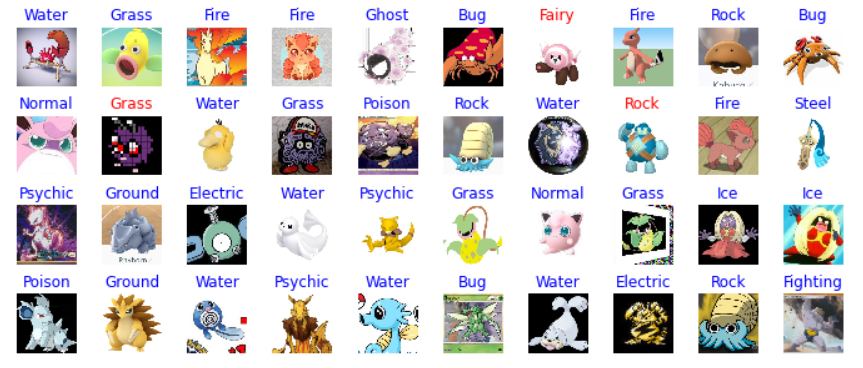 Water Grass Fire Fire Ghost Bug Fairy Fire Rock Bug
Normal Grass Water Grass Poison Rock Water Rock Fire Steel
Psychic Ground Electric Water Psychic Grass Normal Grass Ice Ice
Poison Ground Water Psychic Water Bug Water Electric Rock Fighting